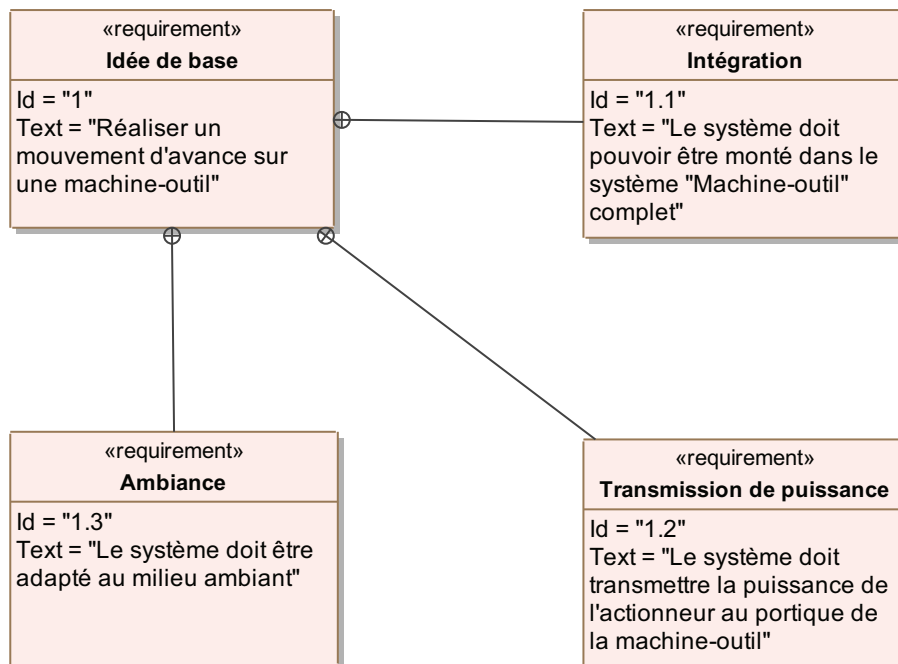 «requirement»
Idée de base
Id = "1"
Text = "Réaliser un
mouvement d'avance sur
une machine-outil"
«requirement»
Intégration
Id = "1.1"
Text = "Le système doit
pouvoir être monté dans le
système "Machine-outil"
complet"
«requirement»
Ambiance
Id = "1.3"
Text = "Le système doit être
adapté au milieu ambiant"
«requirement»
Transmission de puissance
Id = "1.2"
Text = "Le système doit
transmettre la puissance de
l'actionneur au portique de
la machine-outil"